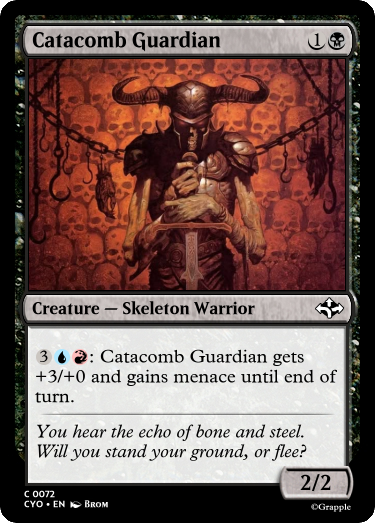 Catacomb Guardian 1
Creature — Skeleton Warrior
3: Catacomb Guardian gets
+3/+0 and gains menace until end of
turn.
You hear the echo of bone and steel.
Will you stand your ground, or flee?
2/2
C 0072
CYO • EN Brom
©Grapple